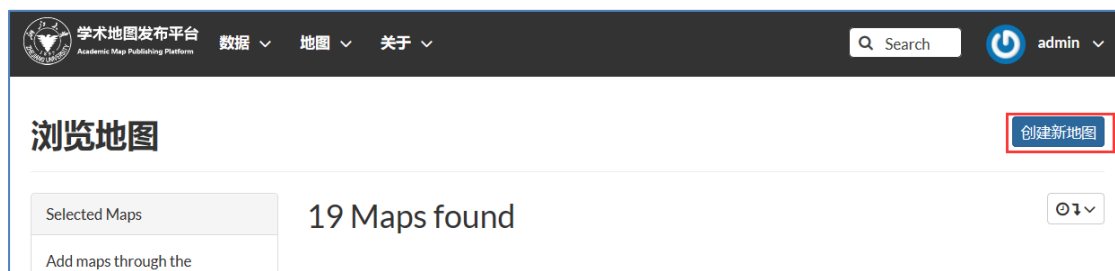 学术地图发布平台
Academic Map Publishing Platform
数据
地图
关于
Search
admin
浏览地图
创建新地图
Selected Maps
19 Maps found
Add maps through the